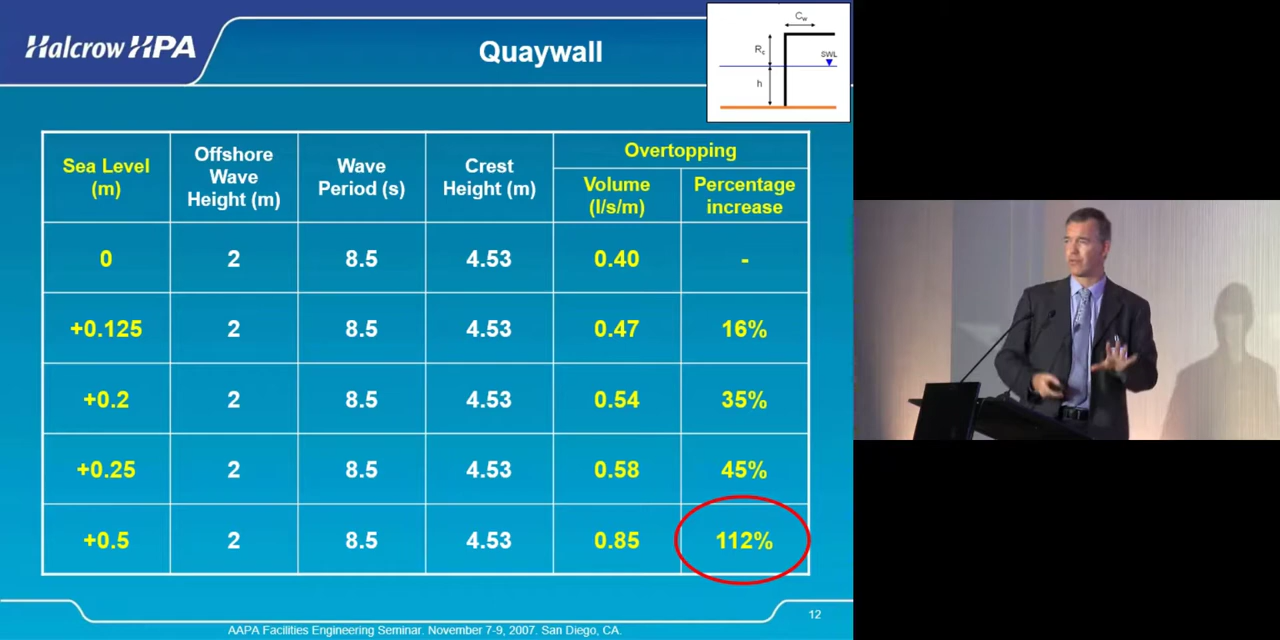 Halcrow HPA
Quaywall
Cw
Rc
SWL
h
Sea Level
(m)
Offshore
Wave
Height (m)
Wave
Period (s)
Crest
Height (m)
Overtopping
Volume
(l/s/m)
Percentage
increase
0 2 8.5 4.53 0.40 -
+0.125 2 8.5 4.53 0.47 16%
+0.2 2 8.5 4.53 0.54 35%
+0.25 2 8.5 4.53 0.58 45%
+0.5 2 8.5 4.53 0.85 112%
12
AAPA Facilities Engineering Seminar. November 7-9, 2007. San Diego, CA.